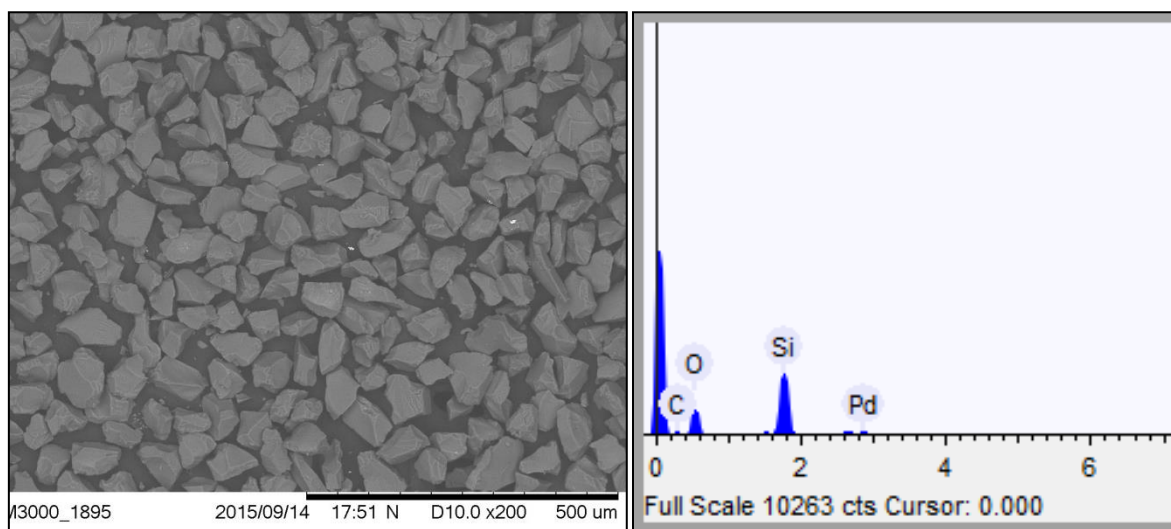 M3000_1895 2015/09/14 17:51 N D10.0 x200 500 um
Si
O
C Pd
0 2 4 6
Full Scale 10263 cts Cursor: 0.000